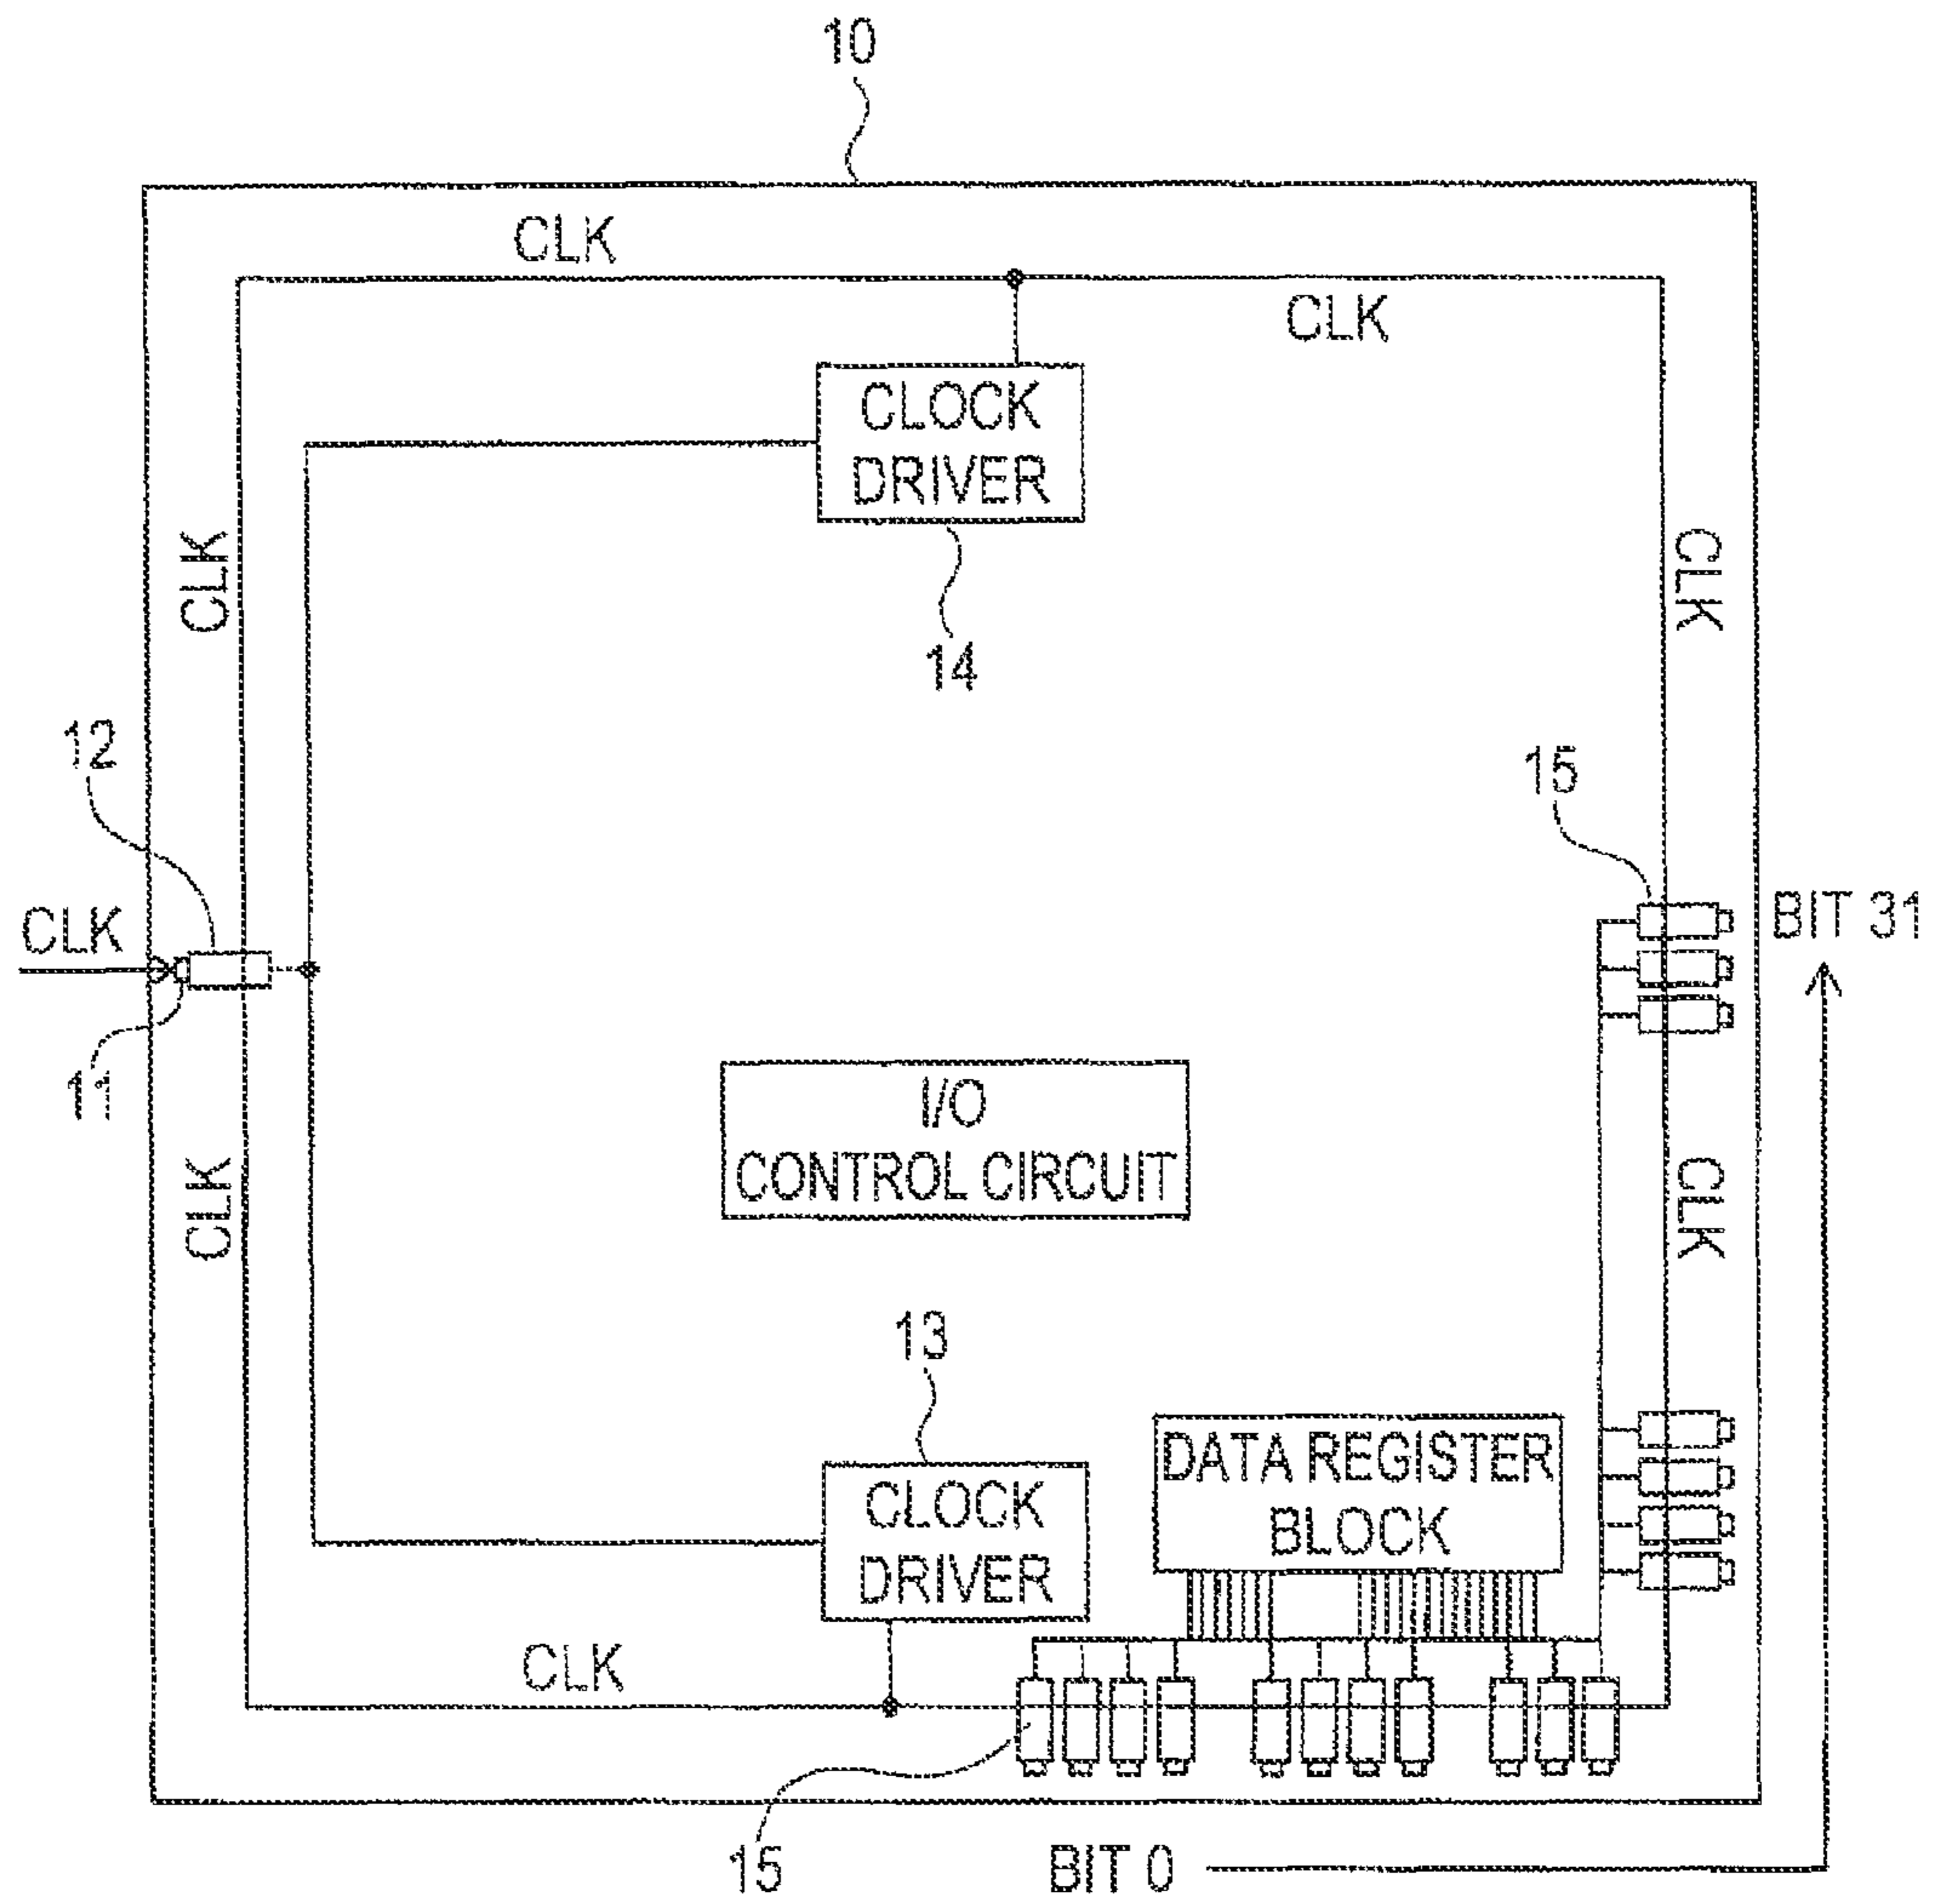 10
CLK
CLK
CLOCK
DRIVER
CLK
CLK
14
12
15
CLK
BIT 31
11
I/O
CONTROL CIRCUIT
CLK
CLK
13
DATA REGISTER
BLOCK
CLOCK
DRIVER
CLK
15
BIT 0